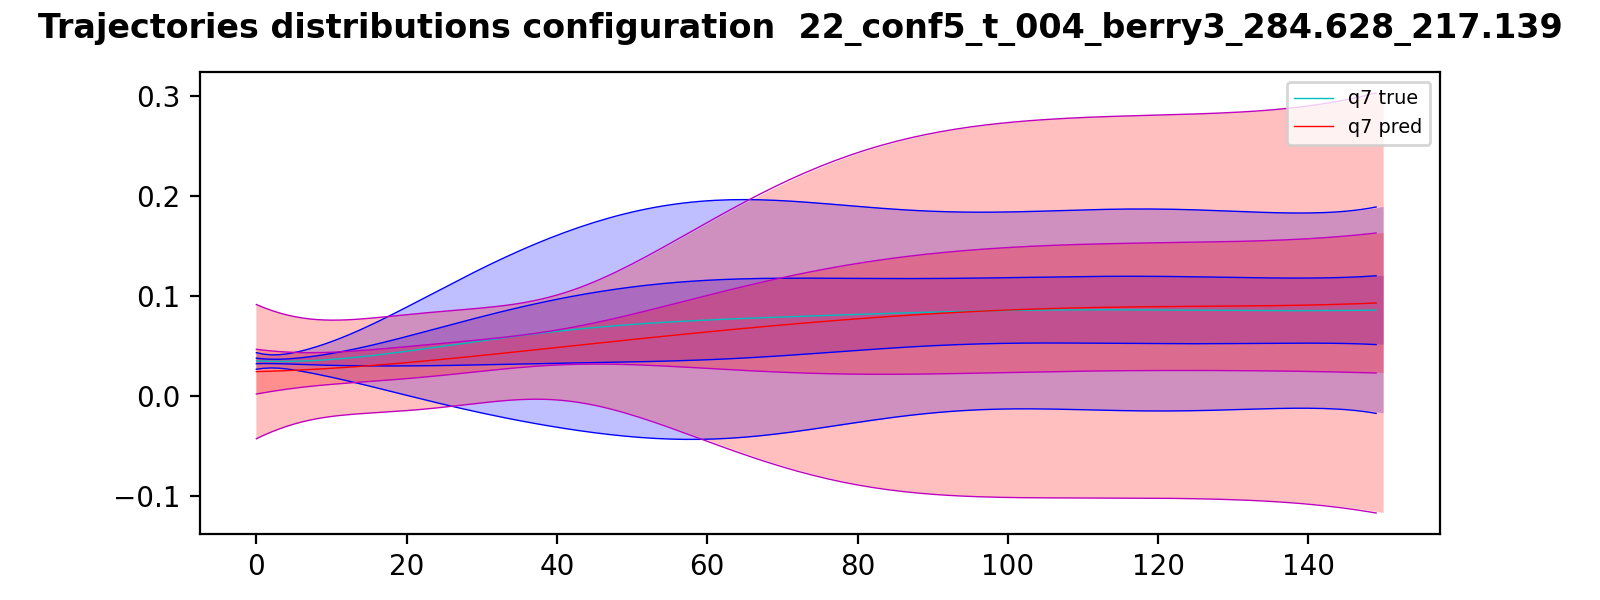 Trajectories distributions configuration  22_conf5_t_004_berry3_284.628_217.139
0.3
0.2
0.1
0.0
−0.1
q7 true
q7 pred
0 20 40 60 80 100 120 140